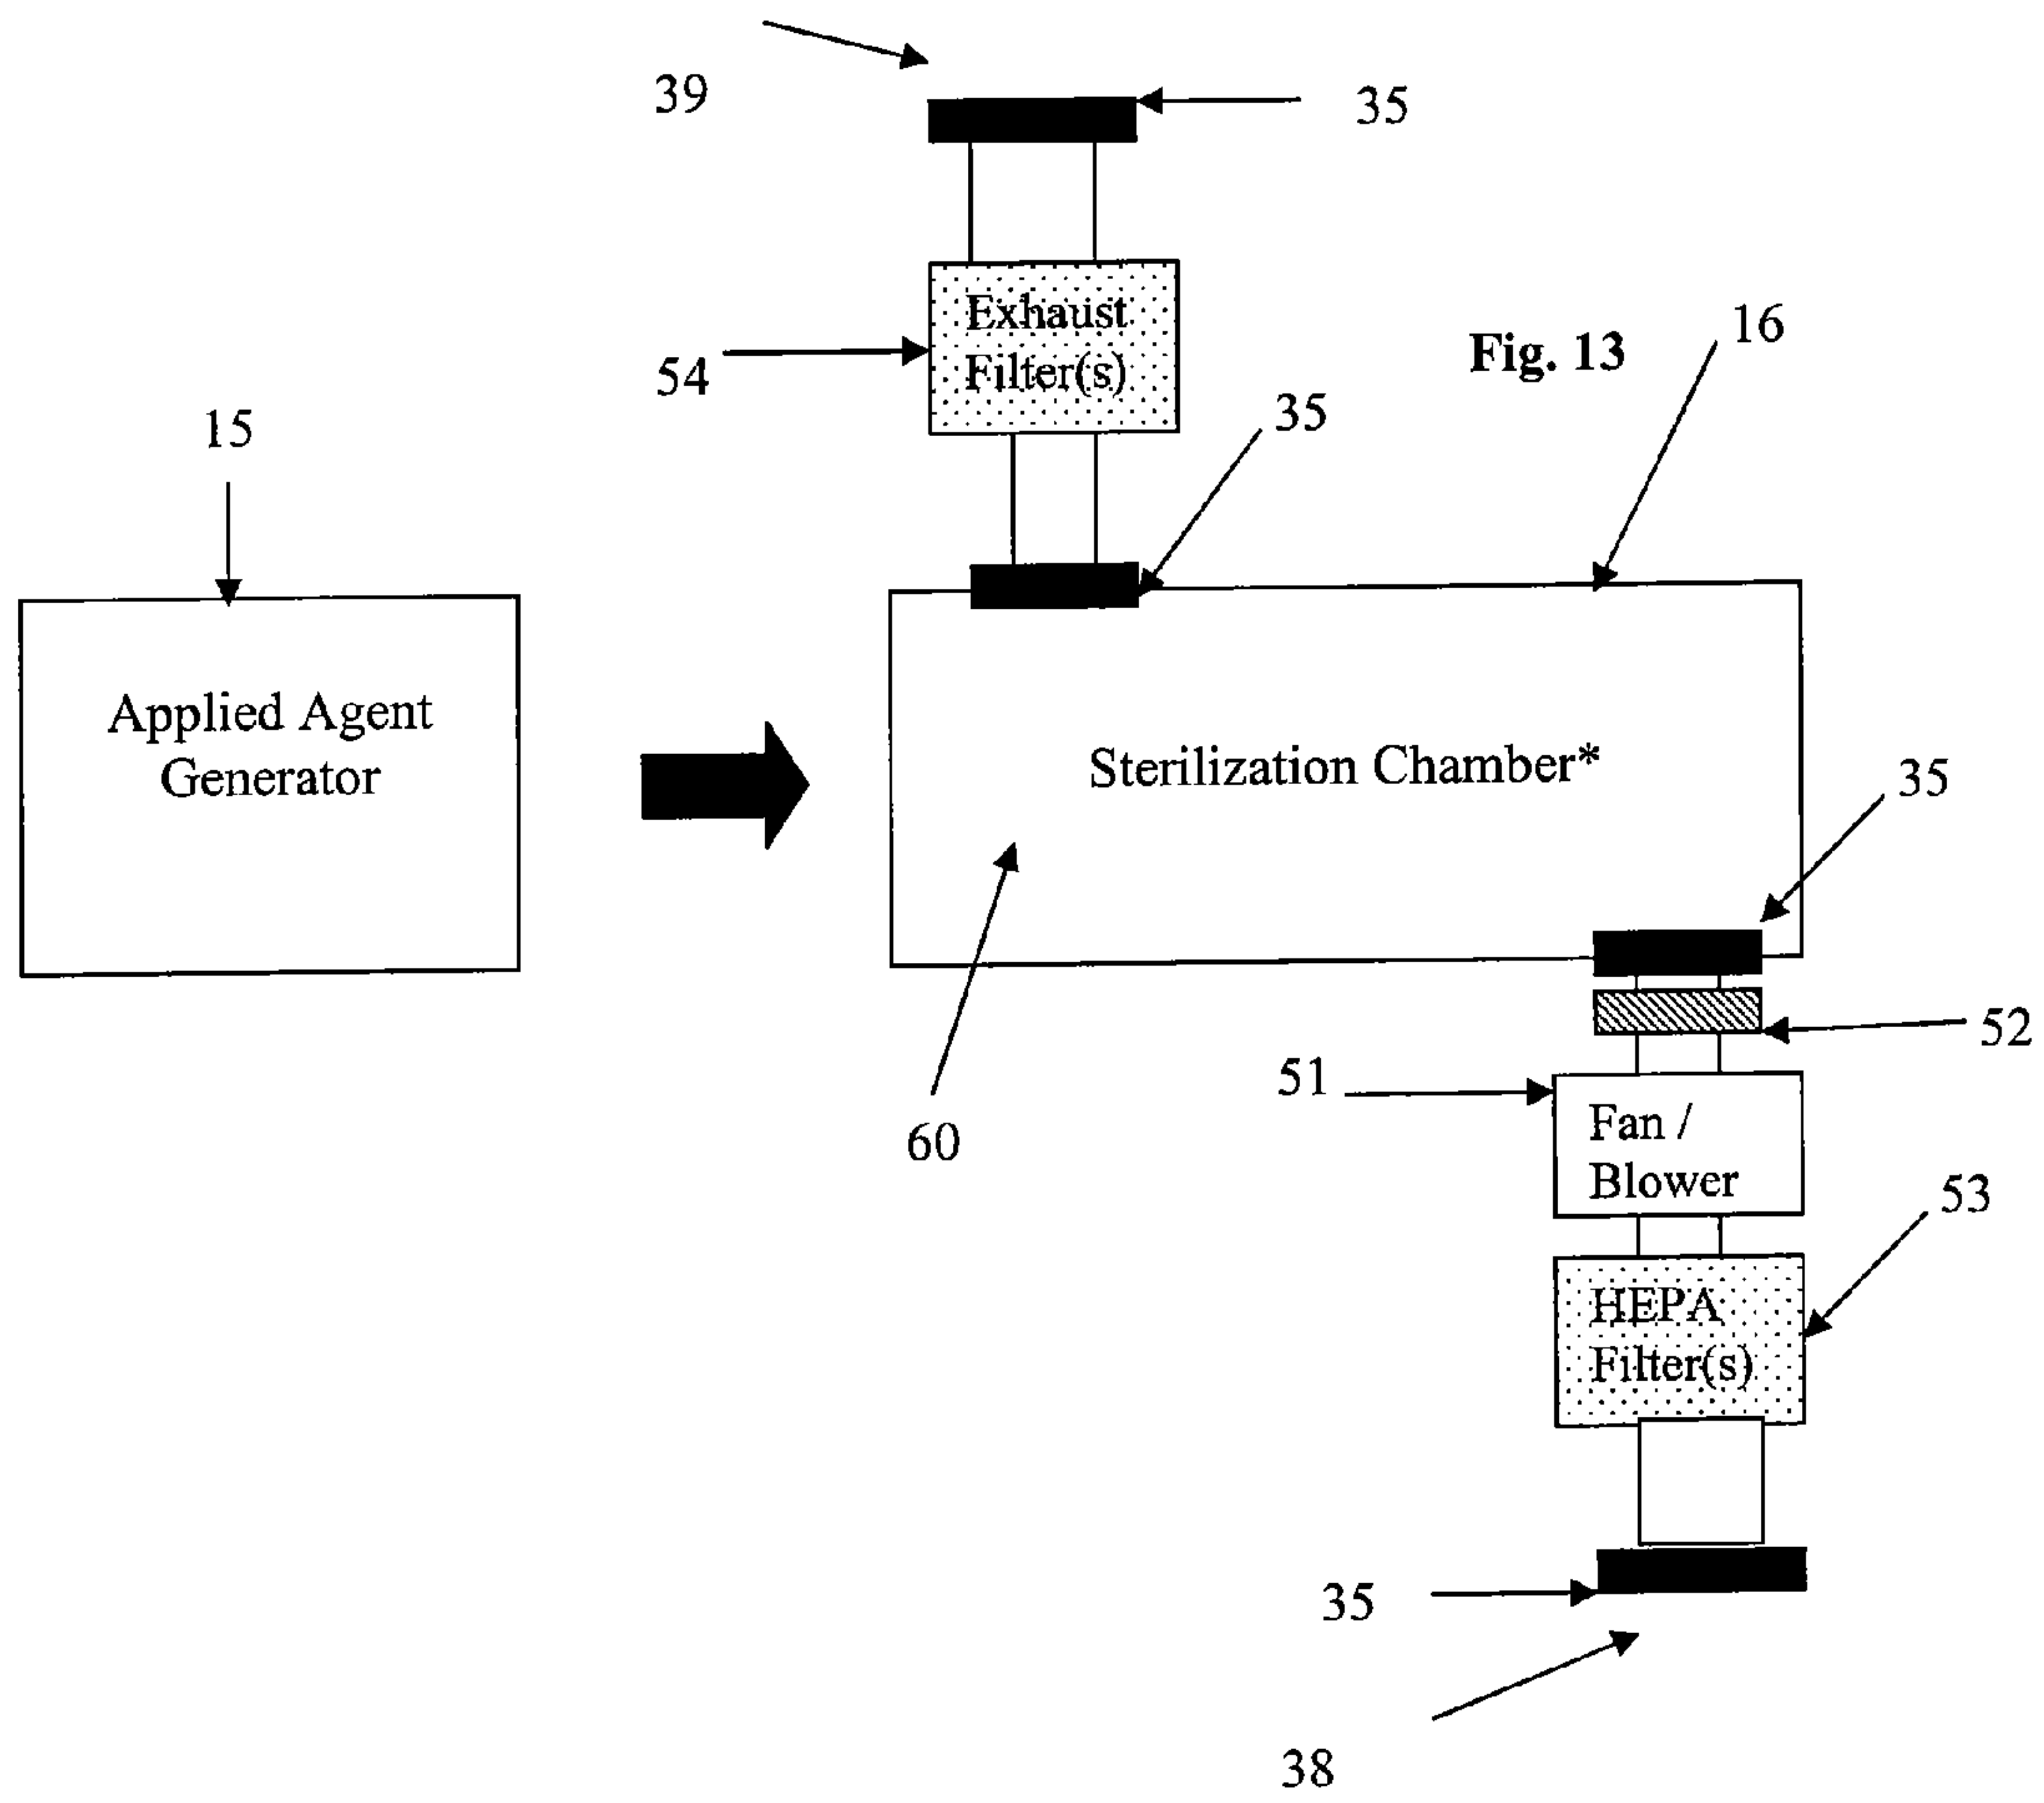 39
35
Exhaust
Filter(s)
54
Fig. 13
16
35
15
Applied Agent
Generator
Sterilization Chamber*
35
52
51
Fan /
Blower
60
53
HEPA
Filter(s)
35
38